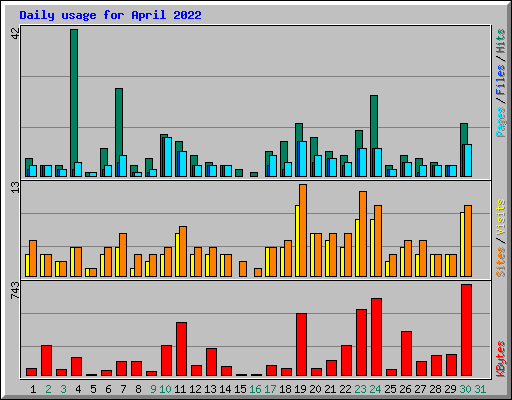 Daily usage for April 2022
42
Pages / Files / Hits
13
Sites / Visits
743
KBytes
1 2 3 4 5 6 7 8 9 10 11 12 13 14 15 16 17 18 19 20 21 22 23 24 25 26 27 28 29 30 31